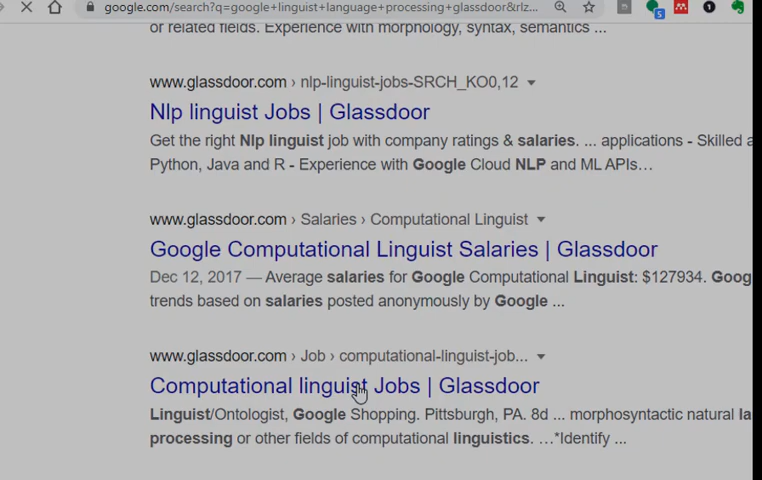 google.com/search?q=google+linguist+language+processing+glassdoor&rlz...
5
1
or related fields. Experience with morphology, syntax, semantics ...
www.glassdoor.com › nlp-linguist-jobs-SRCH_KO0,12
Nlp linguist Jobs | Glassdoor
Get the right Nlp linguist job with company ratings & salaries. ... applications - Skilled a
Python, Java and R - Experience with Google Cloud NLP and ML APIs…
www.glassdoor.com › Salaries › Computational Linguist
Google Computational Linguist Salaries | Glassdoor
Dec 12, 2017 — Average salaries for Google Computational Linguist: $127934. Goog
trends based on salaries posted anonymously by Google ...
www.glassdoor.com › Job › computational-linguist-job...
Computational linguist Jobs | Glassdoor
Linguist/Ontologist, Google Shopping. Pittsburgh, PA. 8d ... morphosyntactic natural la
processing or other fields of computational linguistics. …*Identify ...